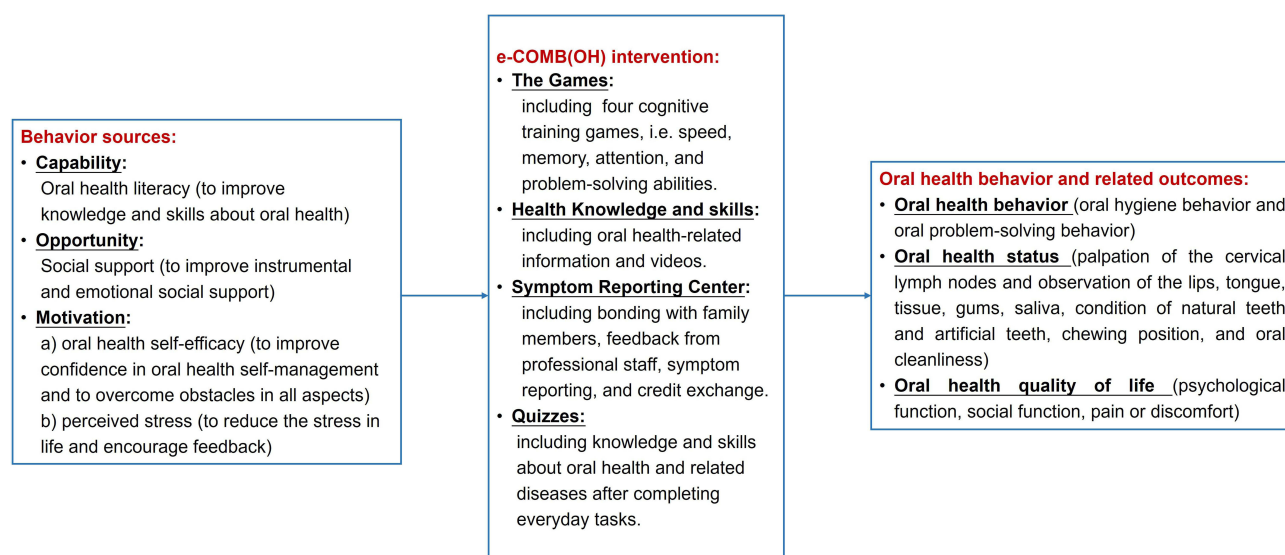 Behavior sources:
• Capability:
Oral health literacy (to improve
knowledge and skills about oral health)
• Opportunity:
Social support (to improve instrumental
and emotional social support)
• Motivation:
a) oral health self-efficacy (to improve
confidence in oral health self-management
and to overcome obstacles in all aspects)
b) perceived stress (to reduce the stress in
life and encourage feedback)
e-COMB(OH) intervention:
• The Games:
including four cognitive
training games, i.e. speed,
memory, attention, and
problem-solving abilities.
• Health Knowledge and skills:
including oral health-related
information and videos.
• Symptom Reporting Center:
including bonding with family
members, feedback from
professional staff, symptom
reporting, and credit exchange.
• Quizzes:
including knowledge and skills
about oral health and related
diseases after completing
everyday tasks.
Oral health behavior and related outcomes:
• Oral health behavior (oral hygiene behavior and
oral problem-solving behavior)
• Oral health status (palpation of the cervical
lymph nodes and observation of the lips, tongue,
tissue, gums, saliva, condition of natural teeth
and artificial teeth, chewing position, and oral
cleanliness)
• Oral health quality of life (psychological
function, social function, pain or discomfort)